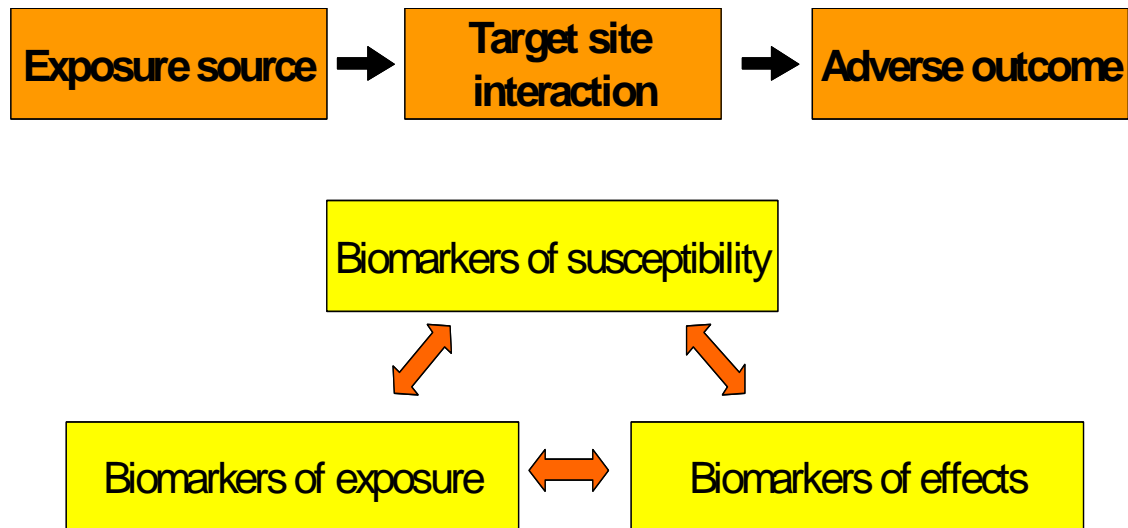 Exposure source
Target site
interaction
Adverse outcome
Biomarkers of susceptibility
Biomarkers of exposure
Biomarkers of effects